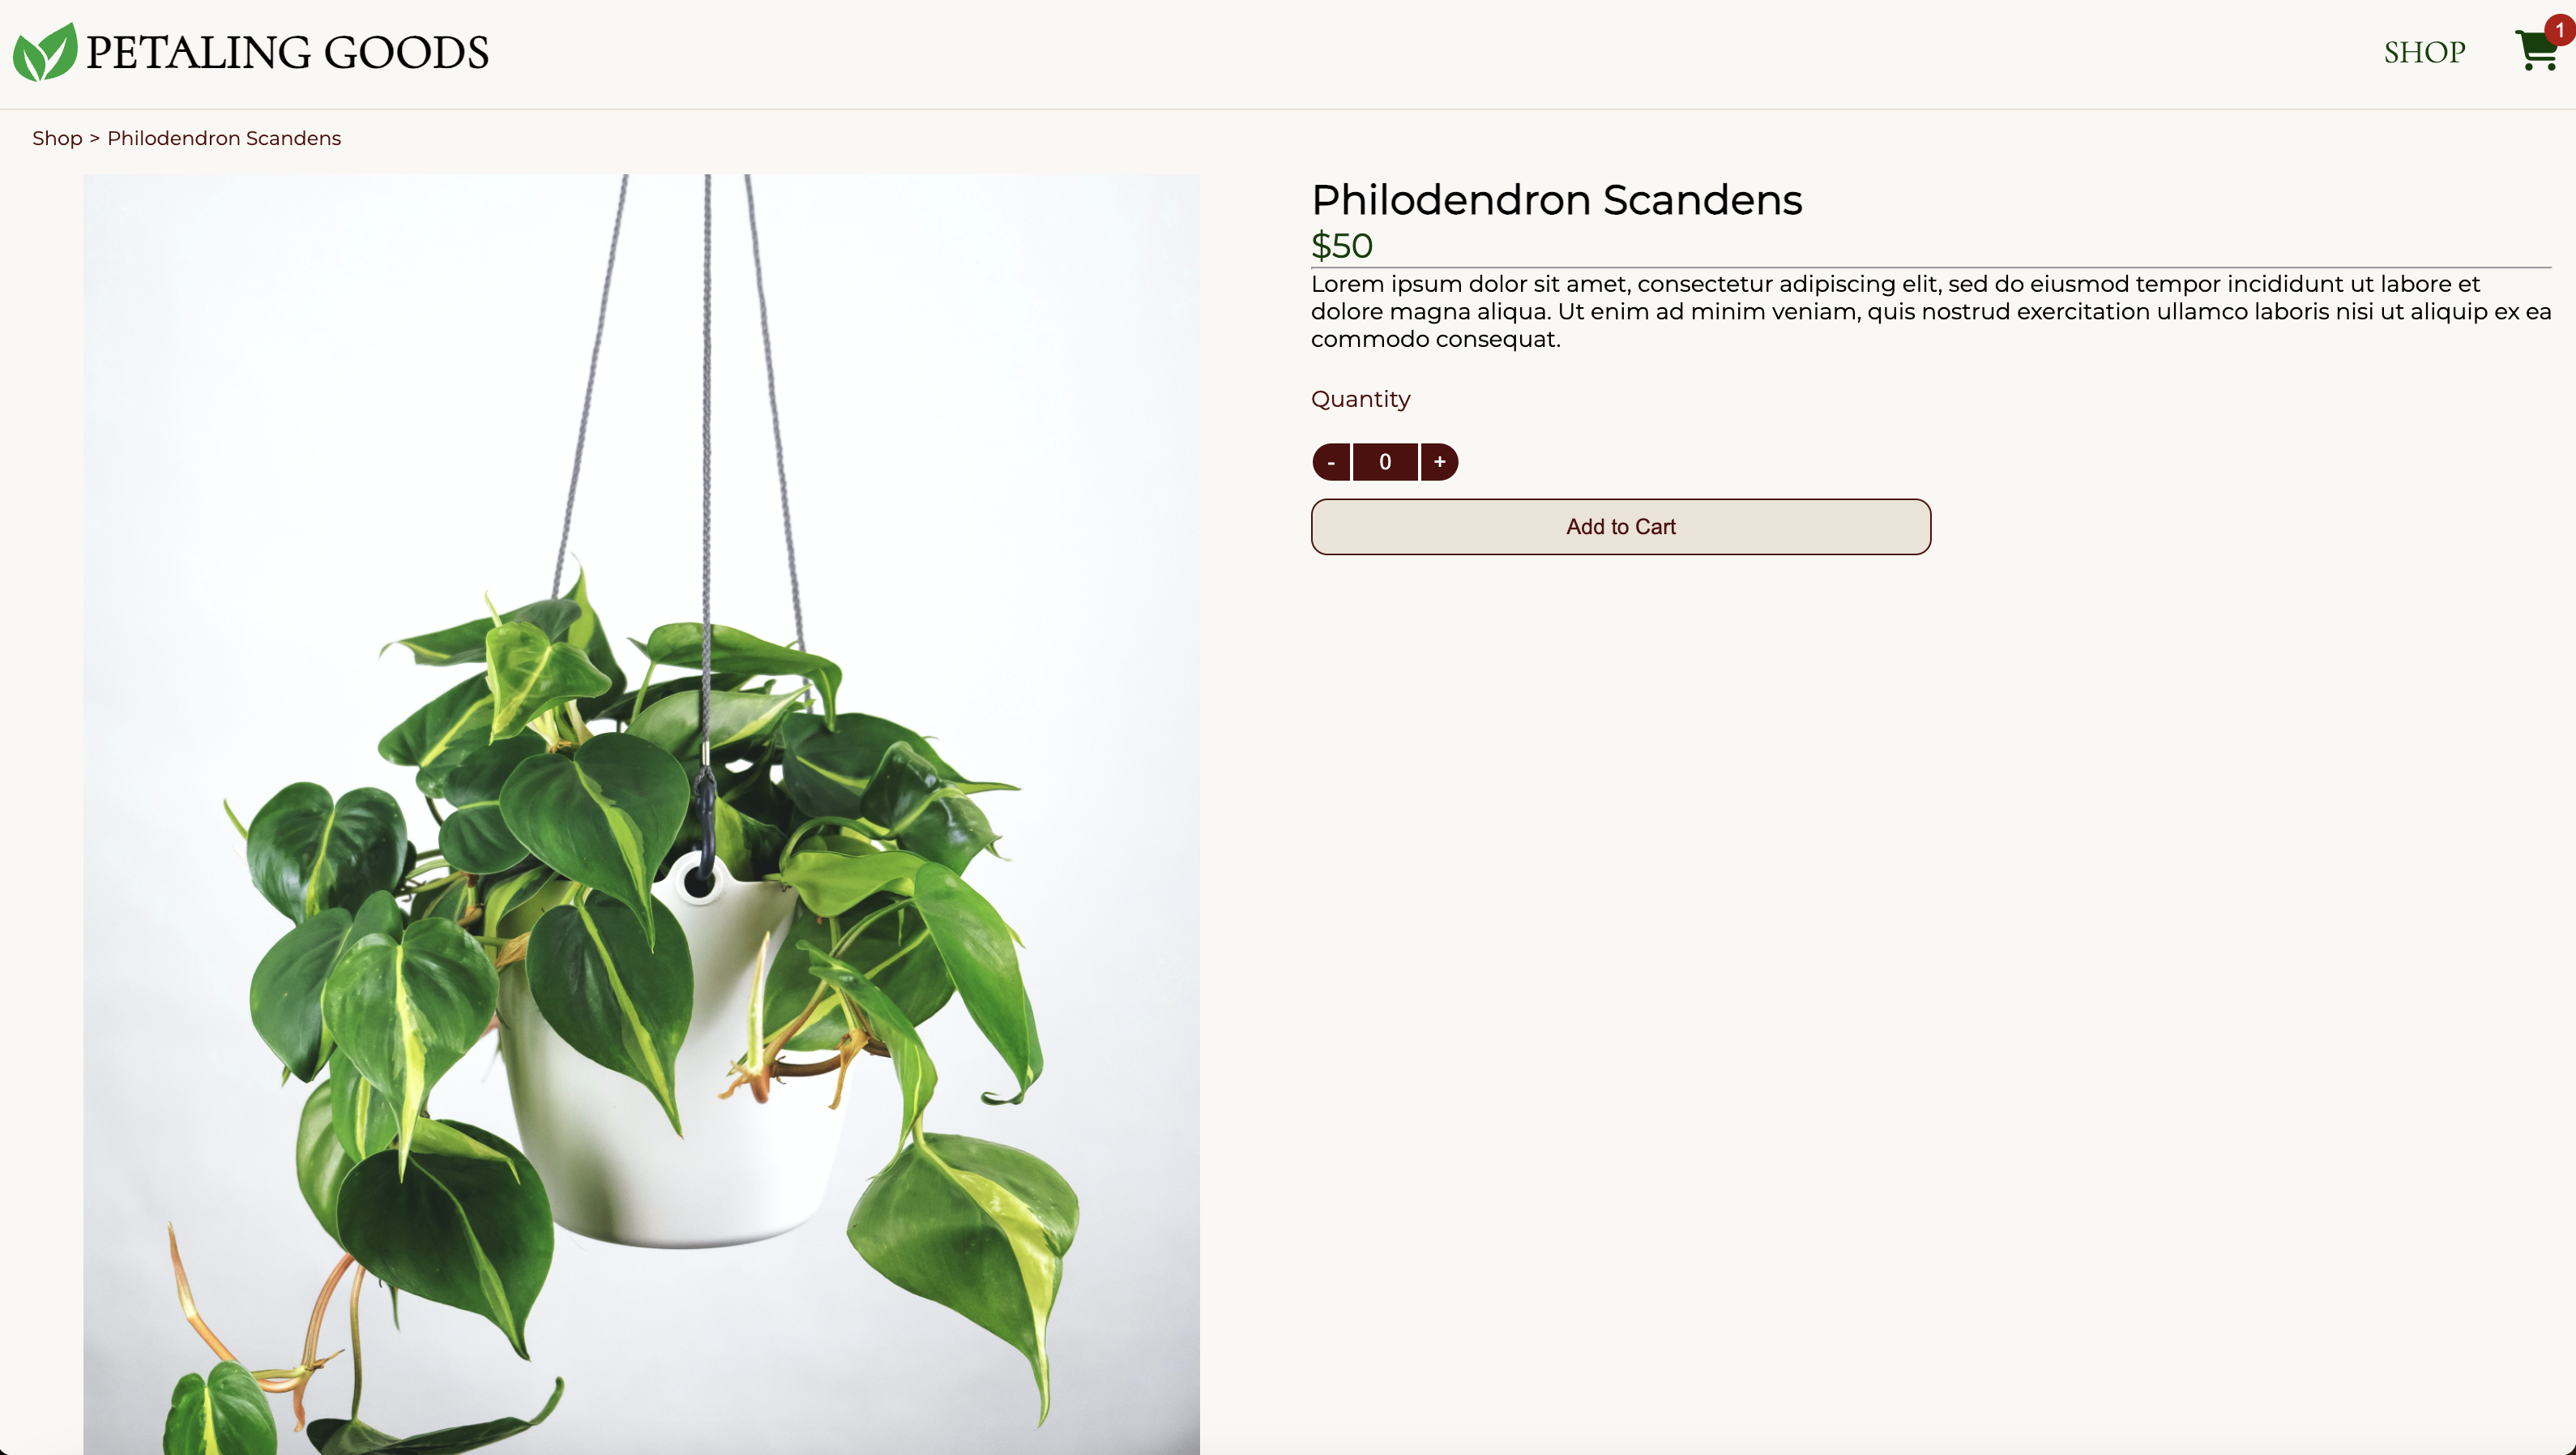 PETALING GOODS
SHOP
1
Shop > Philodendron Scandens
Philodendron Scandens
$50
Lorem ipsum dolor sit amet, consectetur adipiscing elit, sed do eiusmod tempor incididunt ut labore et
dolore magna aliqua. Ut enim ad minim veniam, quis nostrud exercitation ullamco laboris nisi ut aliquip ex ea
commodo consequat.
Quantity
- 0 +
Add to Cart